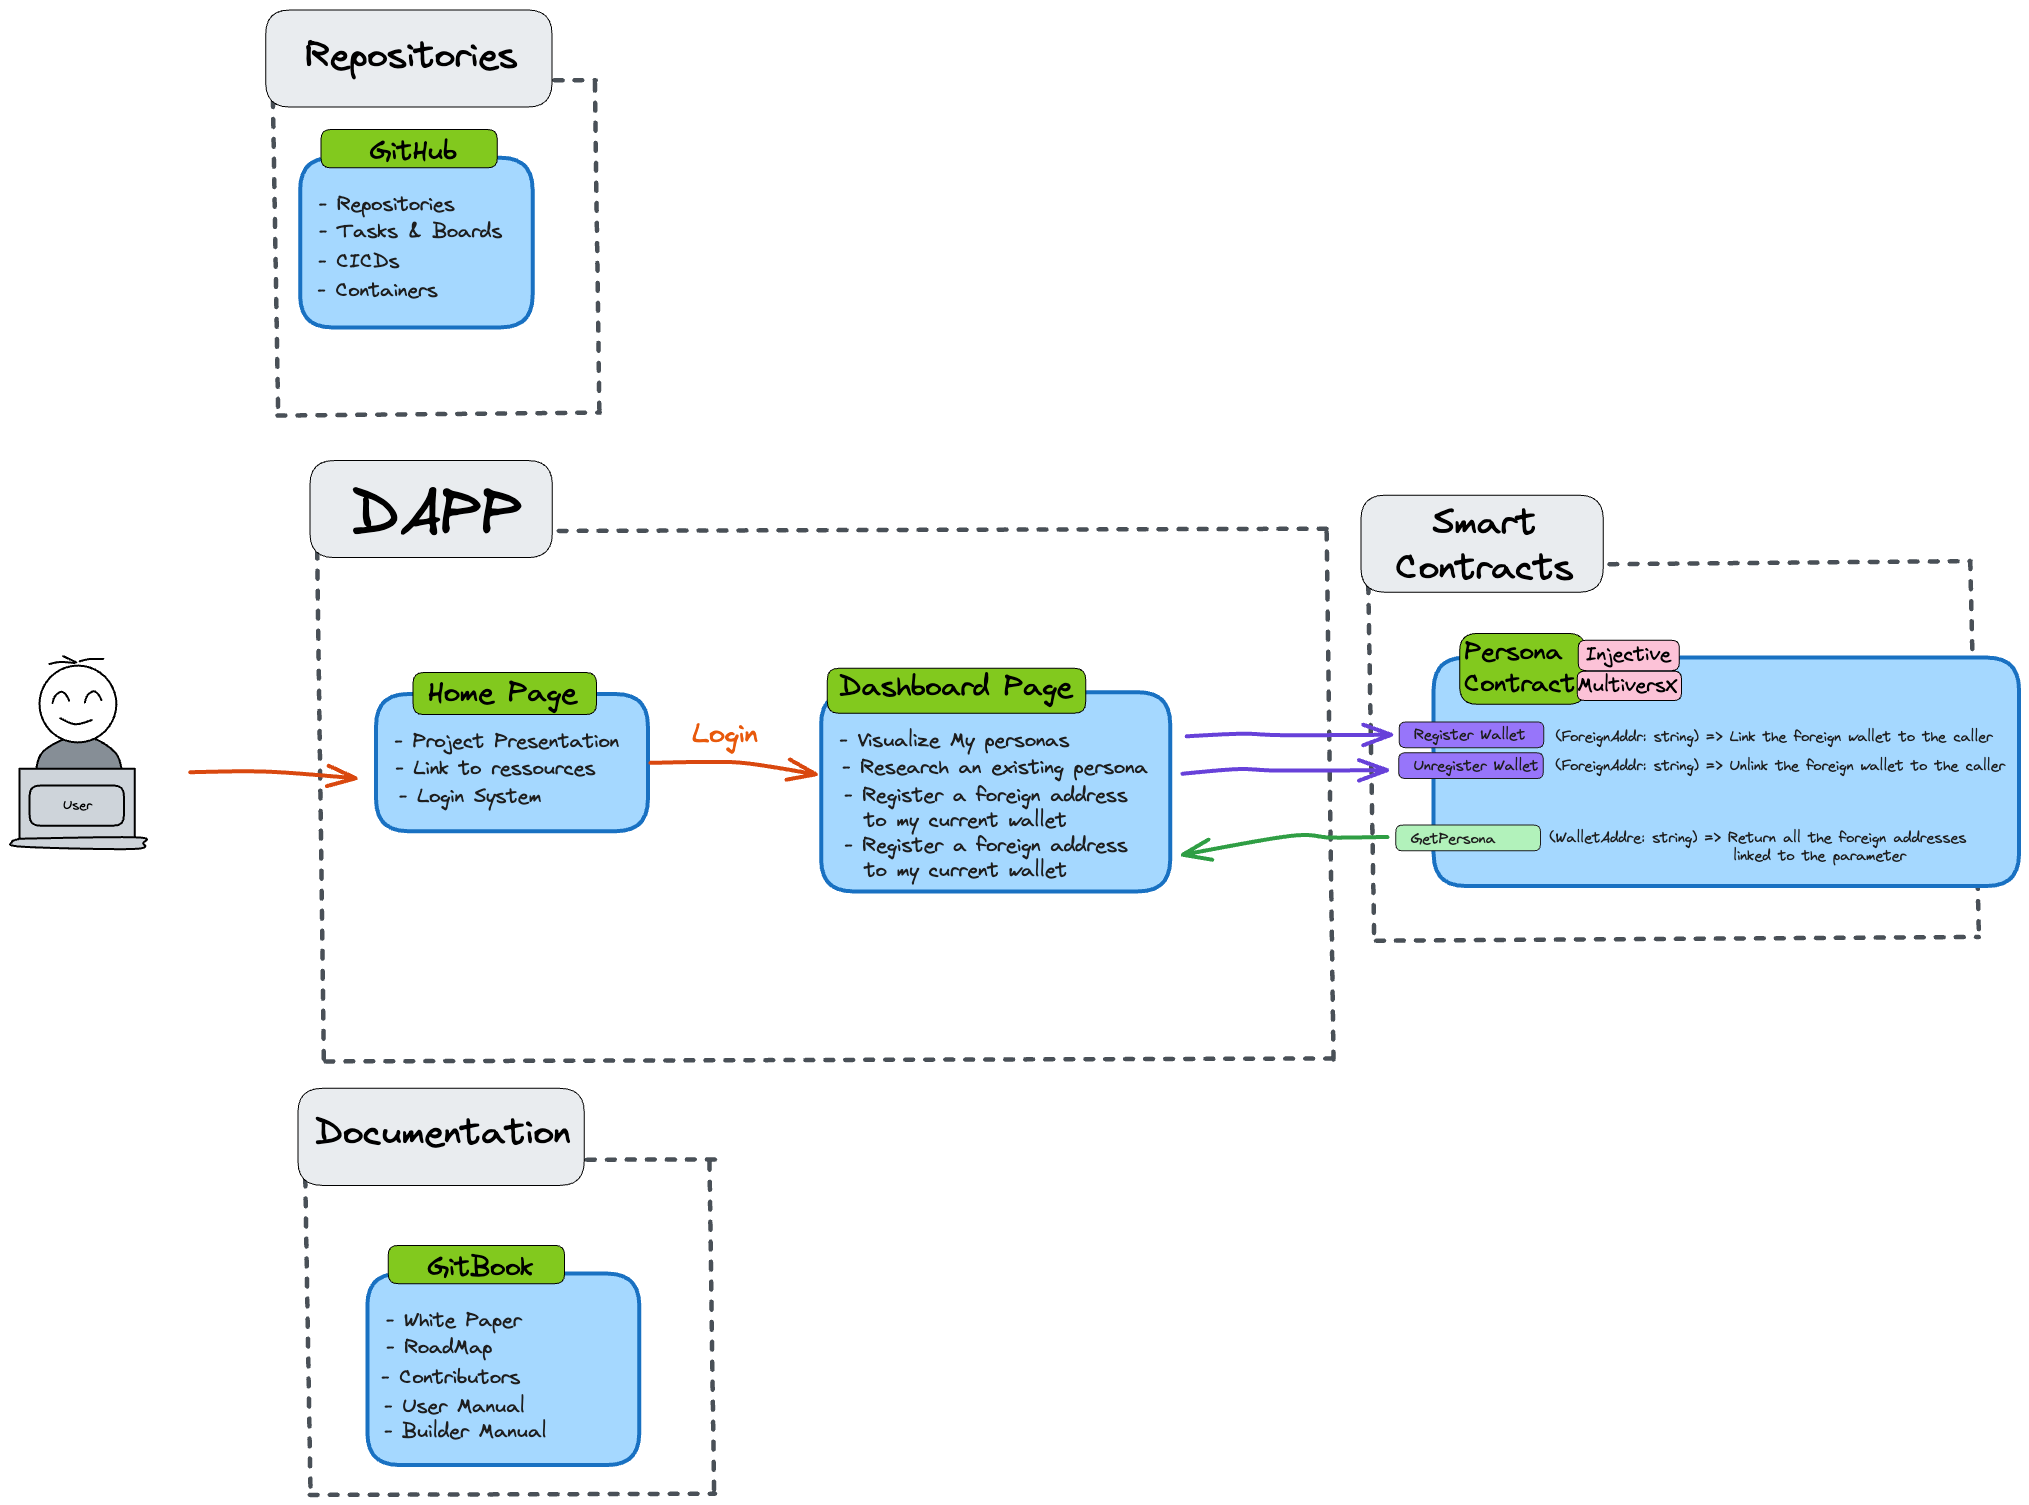 Repositories
GitHub
- Repositories
- Tasks & Boards
- CICDs
- Containers
DAPP
Smart
Contracts
User
Home Page
- Project Presentation
- Link to ressources
- Login System
Login
Dashboard Page
- Visualize My personas
- Research an existing persona
- Register a foreign address
to my current wallet
- Register a foreign address
to my current wallet
Persona
Contract
Injective
MultiversX
Register Wallet (ForeignAddr: string) => Link the foreign wallet to the caller
Unregister Wallet (ForeignAddr: string) => Unlink the foreign wallet to the caller
GetPersona (WalletAddre: string) => Return all the foreign addresses
linked to the parameter
Documentation
GitBook
- White Paper
- RoadMap
- Contributors
- User Manual
- Builder Manual